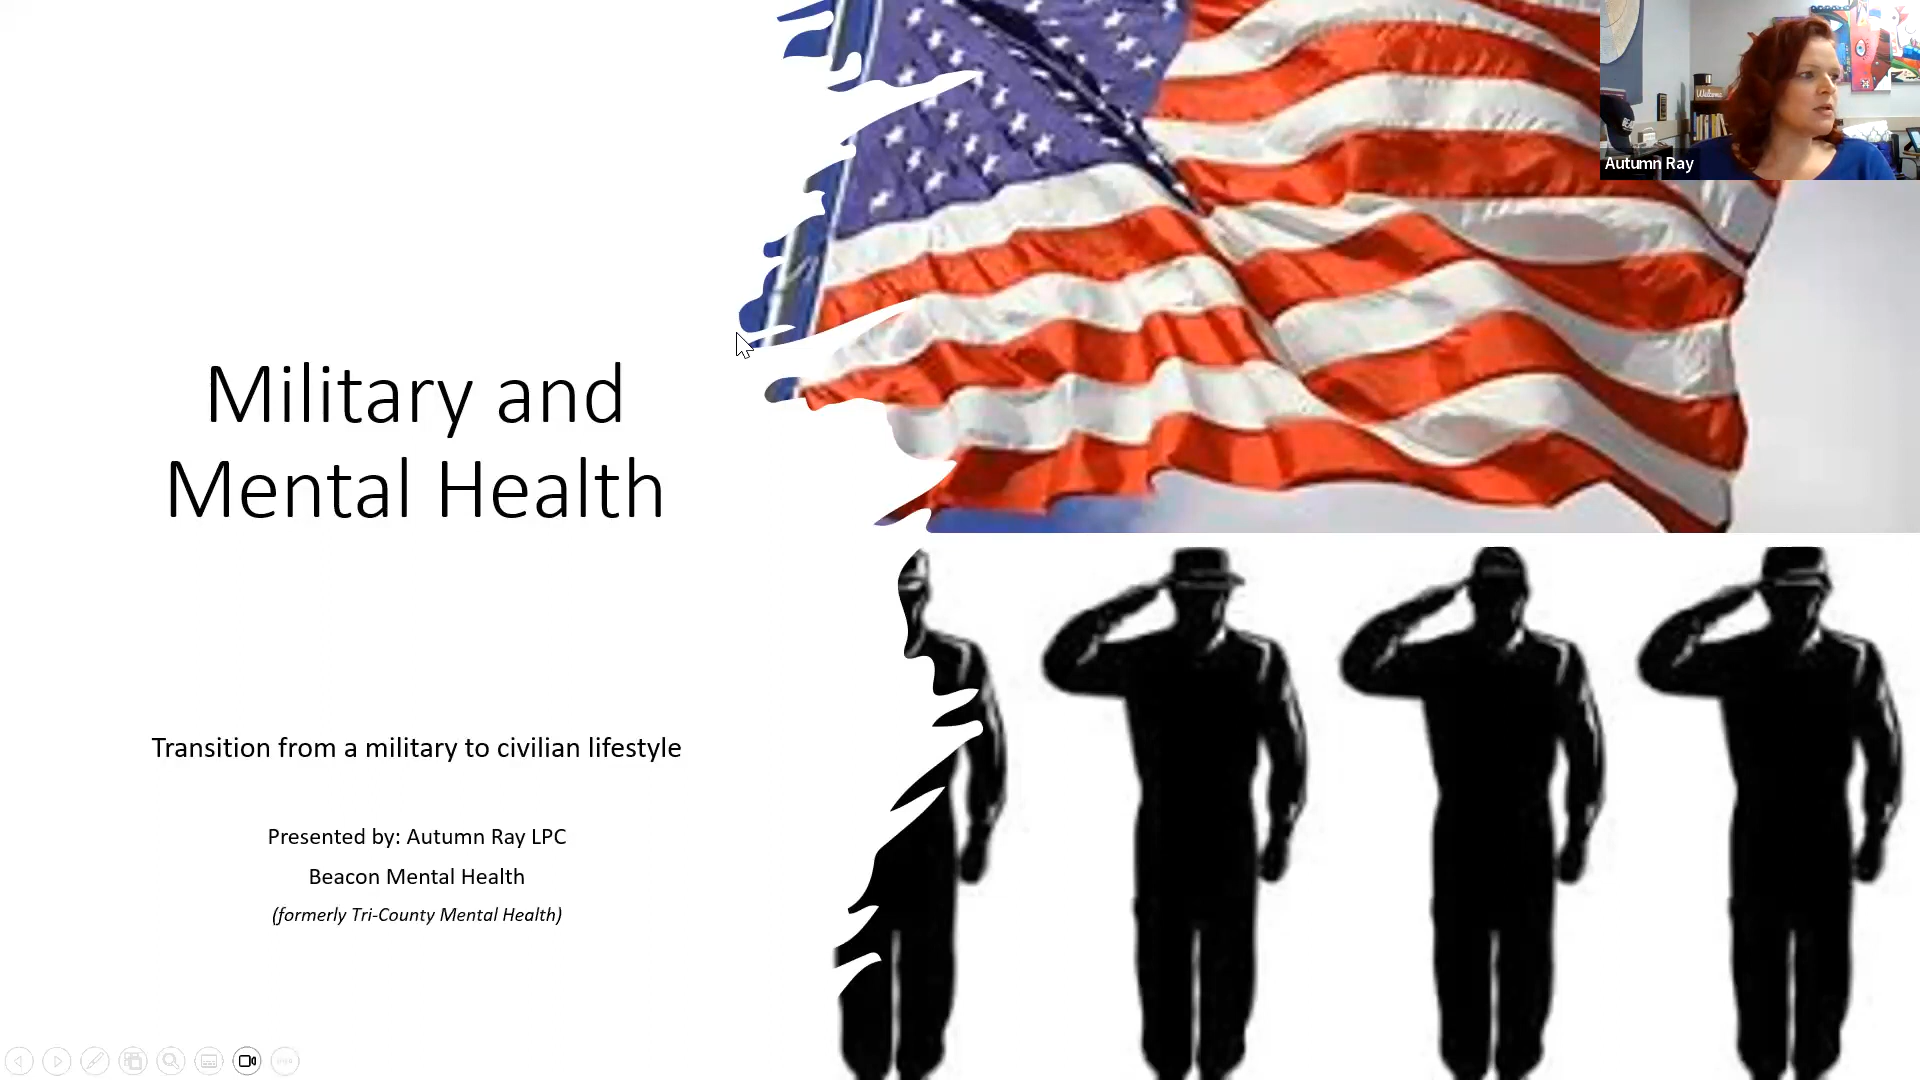 Military and
Mental Health
Transition from a military to civilian lifestyle
Presented by: Autumn Ray LPC
Beacon Mental Health
(formerly Tri-County Mental Health)
Welcome
Autumn Ray